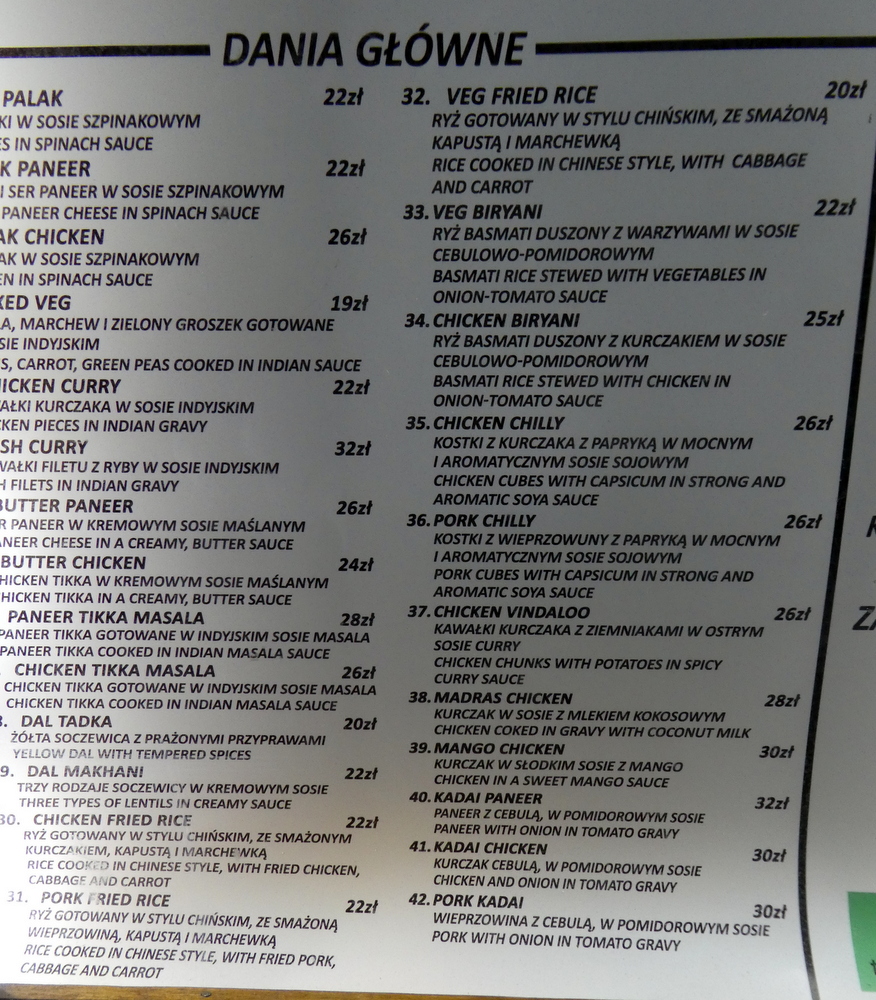 DANIA GŁÓWNE
PALAK 22zł
KI W SOSIE SZPINAKOWYM
ES IN SPINACH SAUCE
K PANEER 22zł
I SER PANEER W SOSIE SZPINAKOWYM
PANEER CHEESE IN SPINACH SAUCE
AK CHICKEN 26zł
AK W SOSIE SZPINAKOWYM
EN IN SPINACH SAUCE
XED VEG 19zł
A, MARCHEW I ZIELONY GROSZEK GOTOWANE
SIE INDYJSKIM
S, CARROT, GREEN PEAS COOKED IN INDIAN SAUCE
HICKEN CURRY 22zł
WAŁKI KURCZAKA W SOSIE INDYJSKIM
CKEN PIECES IN INDIAN GRAVY
SH CURRY 32zł
WAŁKI FILETU Z RYBY W SOSIE INDYJSKIM
H FILETS IN INDIAN GRAVY
BUTTER PANEER 26zł
R PANEER W KREMOWYM SOSIE MAŚLANYM
ANEER CHEESE IN A CREAMY, BUTTER SAUCE
BUTTER CHICKEN 24zł
HICKEN TIKKA W KREMOWYM SOSIE MAŚLANYM
HICKEN TIKKA IN A CREAMY, BUTTER SAUCE
PANEER TIKKA MASALA 28zł
PANEER TIKKA GOTOWANE W INDYJSKIM SOSIE MASALA
PANEER TIKKA COOKED IN INDIAN MASALA SAUCE
. CHICKEN TIKKA MASALA 26zł
CHICKEN TIKKA GOTOWANE W INDYJSKIM SOSIE MASALA
CHICKEN TIKKA COOKED IN INDIAN MASALA SAUCE
8. DAL TADKA 20zł
ŻÓŁTA SOCZEWICA Z PRAŻONYMI PRZYPRAWAMI
YELLOW DAL WITH TEMPERED SPICES
9. DAL MAKHANI 22zł
TRZY RODZAJE SOCZEWICY W KREMOWYM SOSIE
THREE TYPES OF LENTILS IN CREAMY SAUCE
30. CHICKEN FRIED RICE 22zł
RYŻ GOTOWANY W STYLU CHIŃSKIM, ZE SMAŻONYM
KURCZAKIEM, KAPUSTĄ I MARCHEWKĄ
RICE COOKED IN CHINESE STYLE, WITH FRIED CHICKEN,
CABBAGE AND CARROT
31. PORK FRIED RICE 22zł
RYŻ GOTOWANY W STYLU CHIŃSKIM, ZE SMAŻONĄ
WIEPRZOWINĄ, KAPUSTĄ I MARCHEWKĄ
RICE COOKED IN CHINESE STYLE, WITH FRIED PORK,
CABBAGE AND CARROT
32. VEG FRIED RICE 20zł
RYŻ GOTOWANY W STYLU CHIŃSKIM, ZE SMAŻONĄ
KAPUSTĄ I MARCHEWKĄ
RICE COOKED IN CHINESE STYLE, WITH CABBAGE
AND CARROT
33. VEG BIRYANI 22zł
RYŻ BASMATI DUSZONY Z WARZYWAMI W SOSIE
CEBULOWO-POMIDOROWYM
BASMATI RICE STEWED WITH VEGETABLES IN
ONION-TOMATO SAUCE
34. CHICKEN BIRYANI 25zł
RYŻ BASMATI DUSZONY Z KURCZAKIEM W SOSIE
CEBULOWO-POMIDOROWYM
BASMATI RICE STEWED WITH CHICKEN IN
ONION-TOMATO SAUCE
35. CHICKEN CHILLY 26zł
KOSTKI Z KURCZAKA Z PAPRYKĄ W MOCNYM
I AROMATYCZNYM SOSIE SOJOWYM
CHICKEN CUBES WITH CAPSICUM IN STRONG AND
AROMATIC SOYA SAUCE
36. PORK CHILLY 26zł
KOSTKI Z WIEPRZOWUNY Z PAPRYKĄ W MOCNYM
I AROMATYCZNYM SOSIE SOJOWYM
PORK CUBES WITH CAPSICUM IN STRONG AND
AROMATIC SOYA SAUCE
37. CHICKEN VINDALOO 26zł
KAWAŁKI KURCZAKA Z ZIEMNIAKAMI W OSTRYM
SOSIE CURRY
CHICKEN CHUNKS WITH POTATOES IN SPICY
CURRY SAUCE
38. MADRAS CHICKEN 28zł
KURCZAK W SOSIE Z MLEKIEM KOKOSOWYM
CHICKEN COKED IN GRAVY WITH COCONUT MILK
39. MANGO CHICKEN 30zł
KURCZAK W SŁODKIM SOSIE Z MANGO
CHICKEN IN A SWEET MANGO SAUCE
40. KADAI PANEER 32zł
PANEER Z CEBULĄ, W POMIDOROWYM SOSIE
PANEER WITH ONION IN TOMATO GRAVY
41. KADAI CHICKEN 30zł
KURCZAK CEBULĄ, W POMIDOROWYM SOSIE
CHICKEN AND ONION IN TOMATO GRAVY
42. PORK KADAI 30zł
WIEPRZOWINA Z CEBULĄ, W POMIDOROWYM SOSIE
PORK WITH ONION IN TOMATO GRAVY
ZA